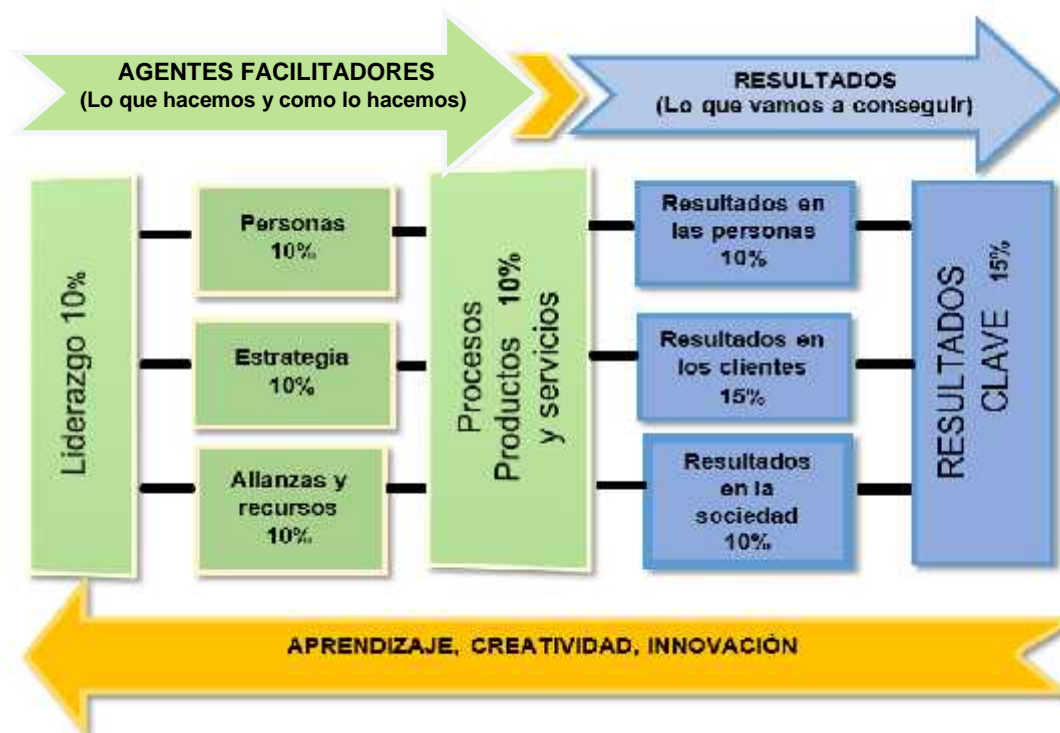 AGENTES FACILITADORES
(Lo que hacemos y como lo hacemos)
RESULTADOS
(Lo que vamos a conseguir)
Liderazgo 10%
Personas
10%
Estrategia
10%
Alianzas y
recursos
10%
Procesos
Productos 10%
y servicios
Resultados en
las personas
10%
Resultados en
los clientes
15%
Resultados
en la
sociedad
10%
RESULTADOS
CLAVE 15%
APRENDIZAJE, CREATIVIDAD, INNOVACIÓN